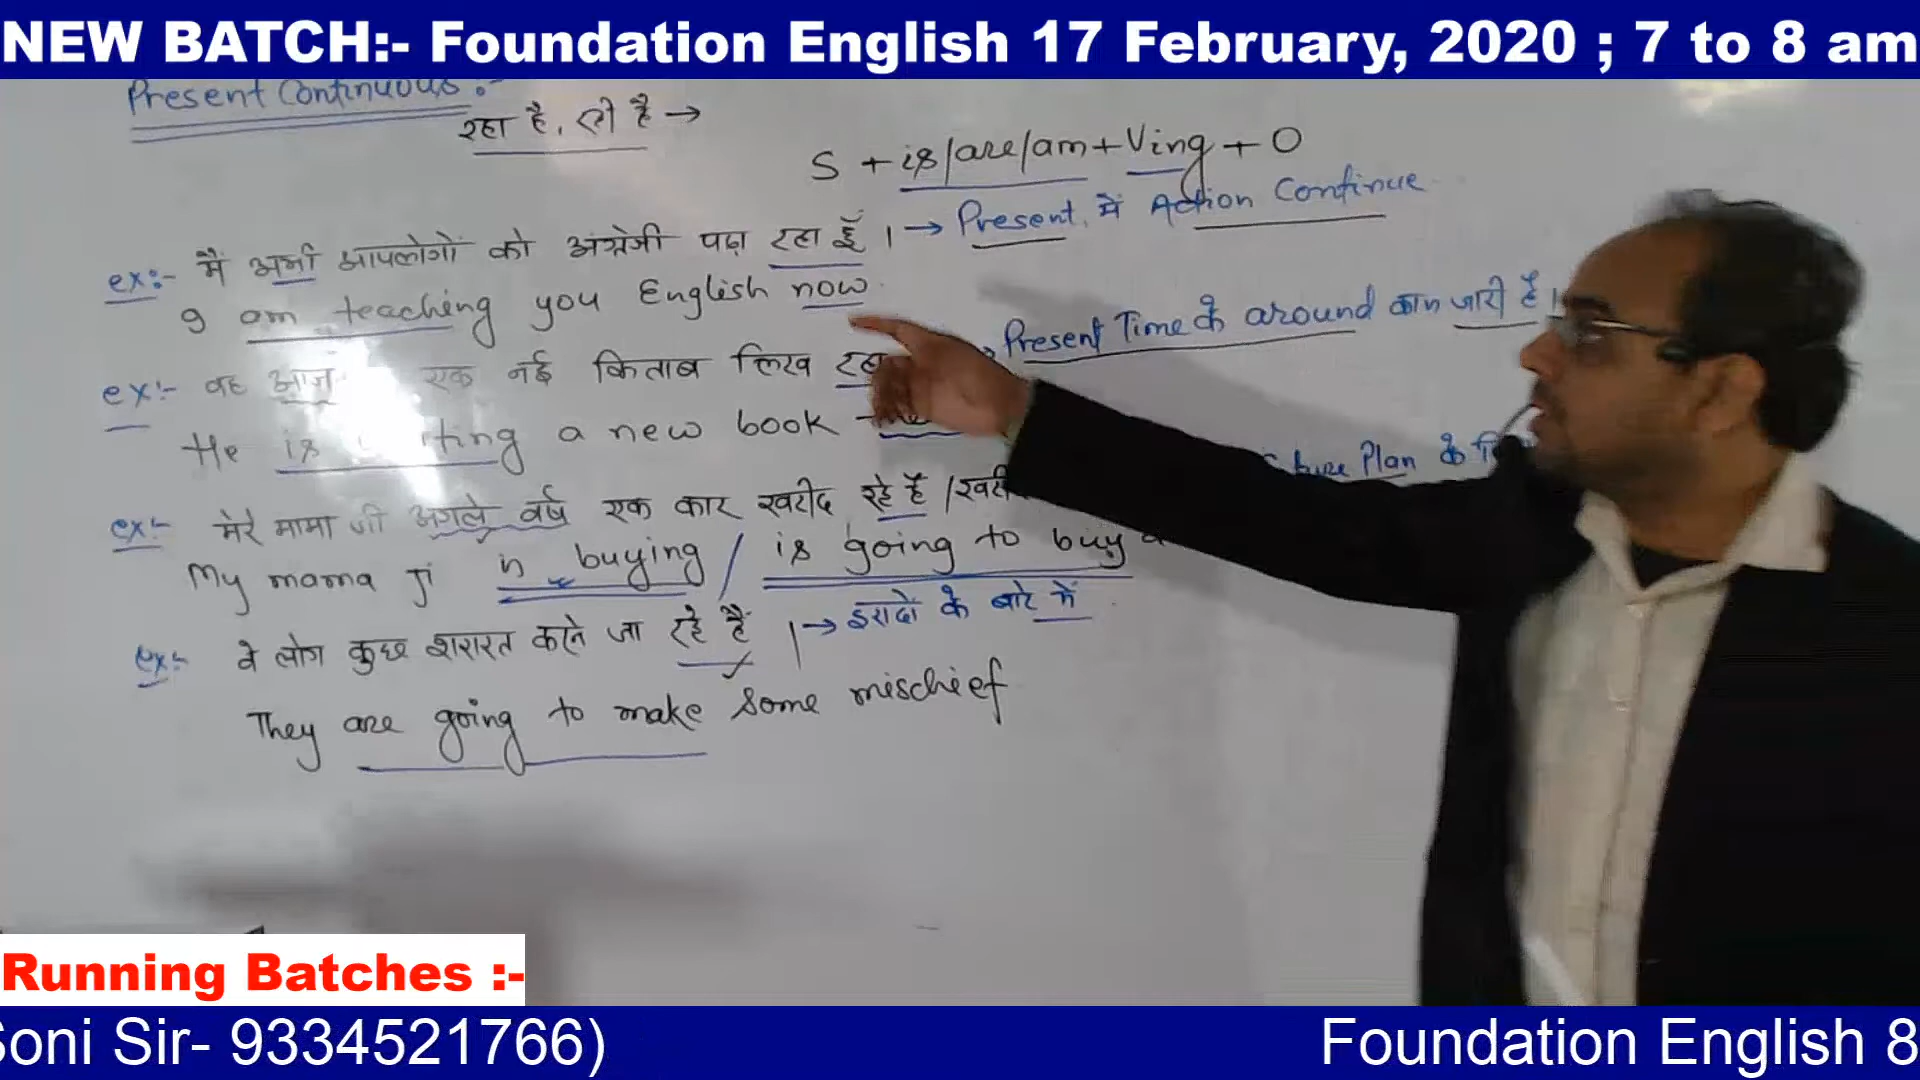 NEW BATCH:- Foundation English 17 February, 2020 ; 7 to 8 am
Present Continuous :-
रहा है, रही है →
S + is/are/am + Ving + O
ex:- मैं अभी आपलोगों को अंग्रेजी पढ़ा रहा हूँ । → Present में Action Continue
I am teaching you English now.
Present Time के around काम जारी है ।
ex:- वह आज एक नई किताब लिख रहा
He is writing a new book
Plan के
ex:- मेरे मामा जी अगले वर्ष एक कार खरीद रहे हैं /
My mama ji is buying / is going to buy
ex:- वे लोग कुछ शरारत करने जा रहे हैं । → इरादों के बारे में
They are going to make some mischief
Running Batches :-
Soni Sir- 9334521766)
Foundation English 8